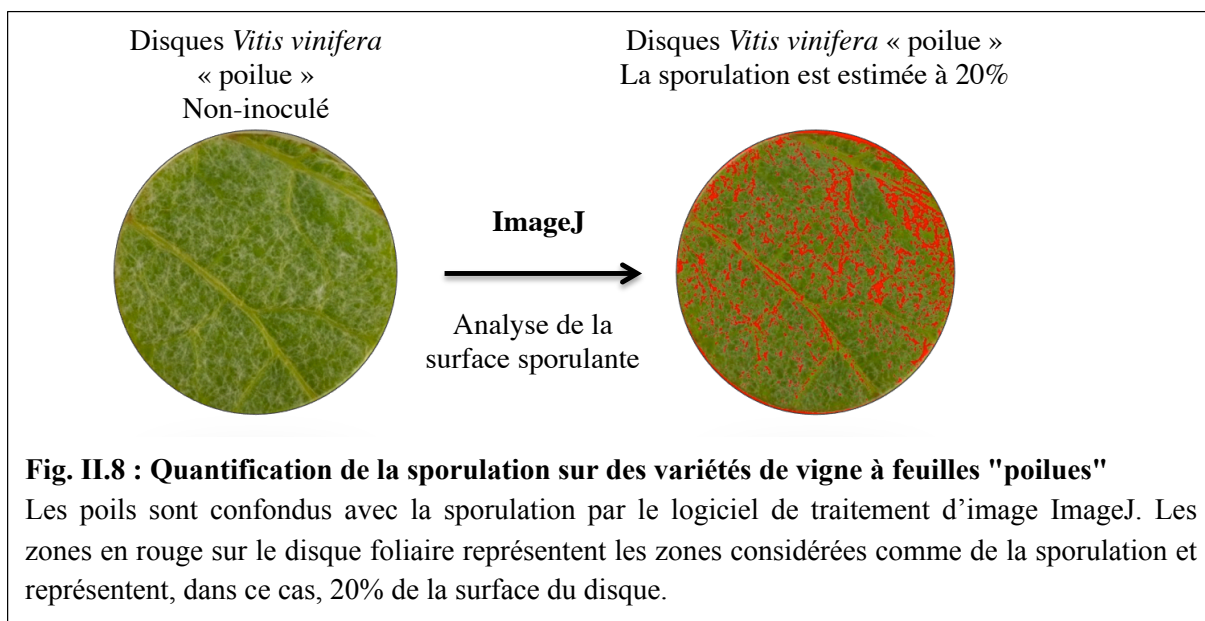 Disques Vitis vinifera
« poilue »
Non-inoculé
Disques Vitis vinifera « poilue »
La sporulation est estimée à 20%
ImageJ
Analyse de la
surface sporulante
Fig. II.8 : Quantification de la sporulation sur des variétés de vigne à feuilles "poilues"
Les poils sont confondus avec la sporulation par le logiciel de traitement d’image ImageJ. Les
zones en rouge sur le disque foliaire représentent les zones considérées comme de la sporulation et
représentent, dans ce cas, 20% de la surface du disque.